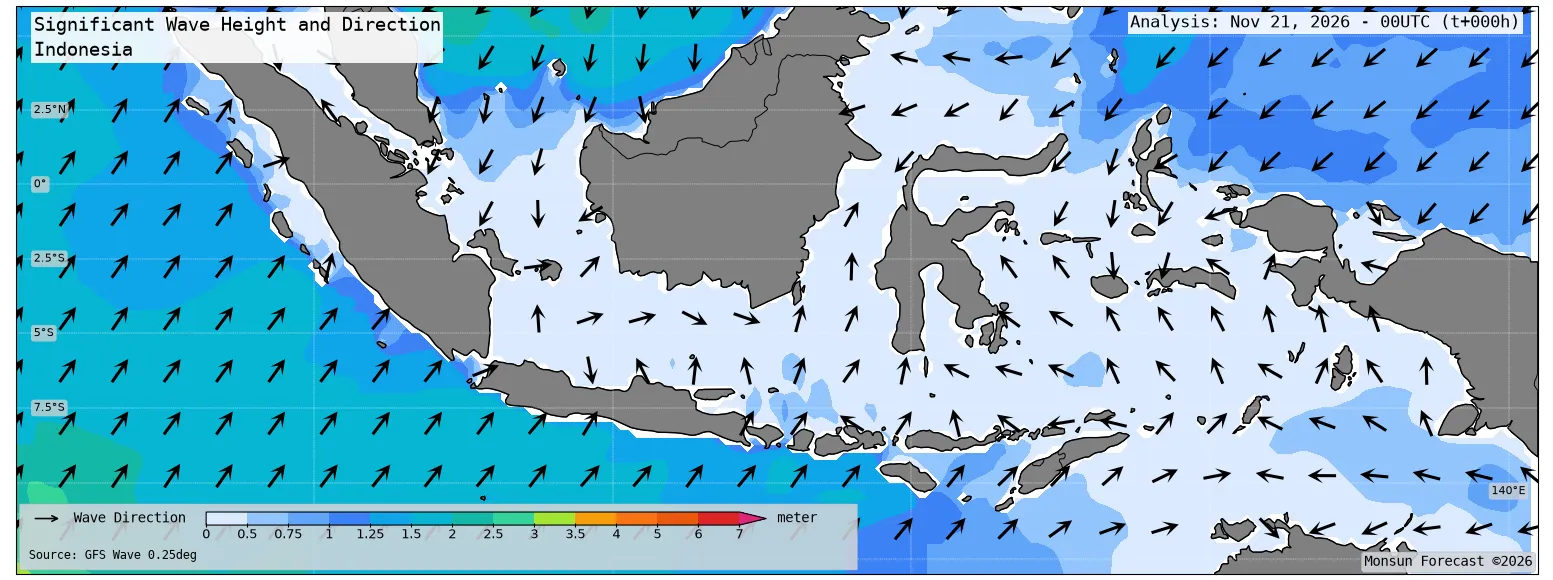 Significant Wave Height and Direction
Indonesia
Analysis: Nov 21, 2026 - 00UTC (t+000h)
2.5°N
0°
2.5°S
5°S
7.5°S
140°E
Wave Direction
meter
0 0.5 0.75 1 1.25 1.5 2 2.5 3 3.5 4 5 6 7
Source: GFS Wave 0.25deg
Monsun Forecast ©2026